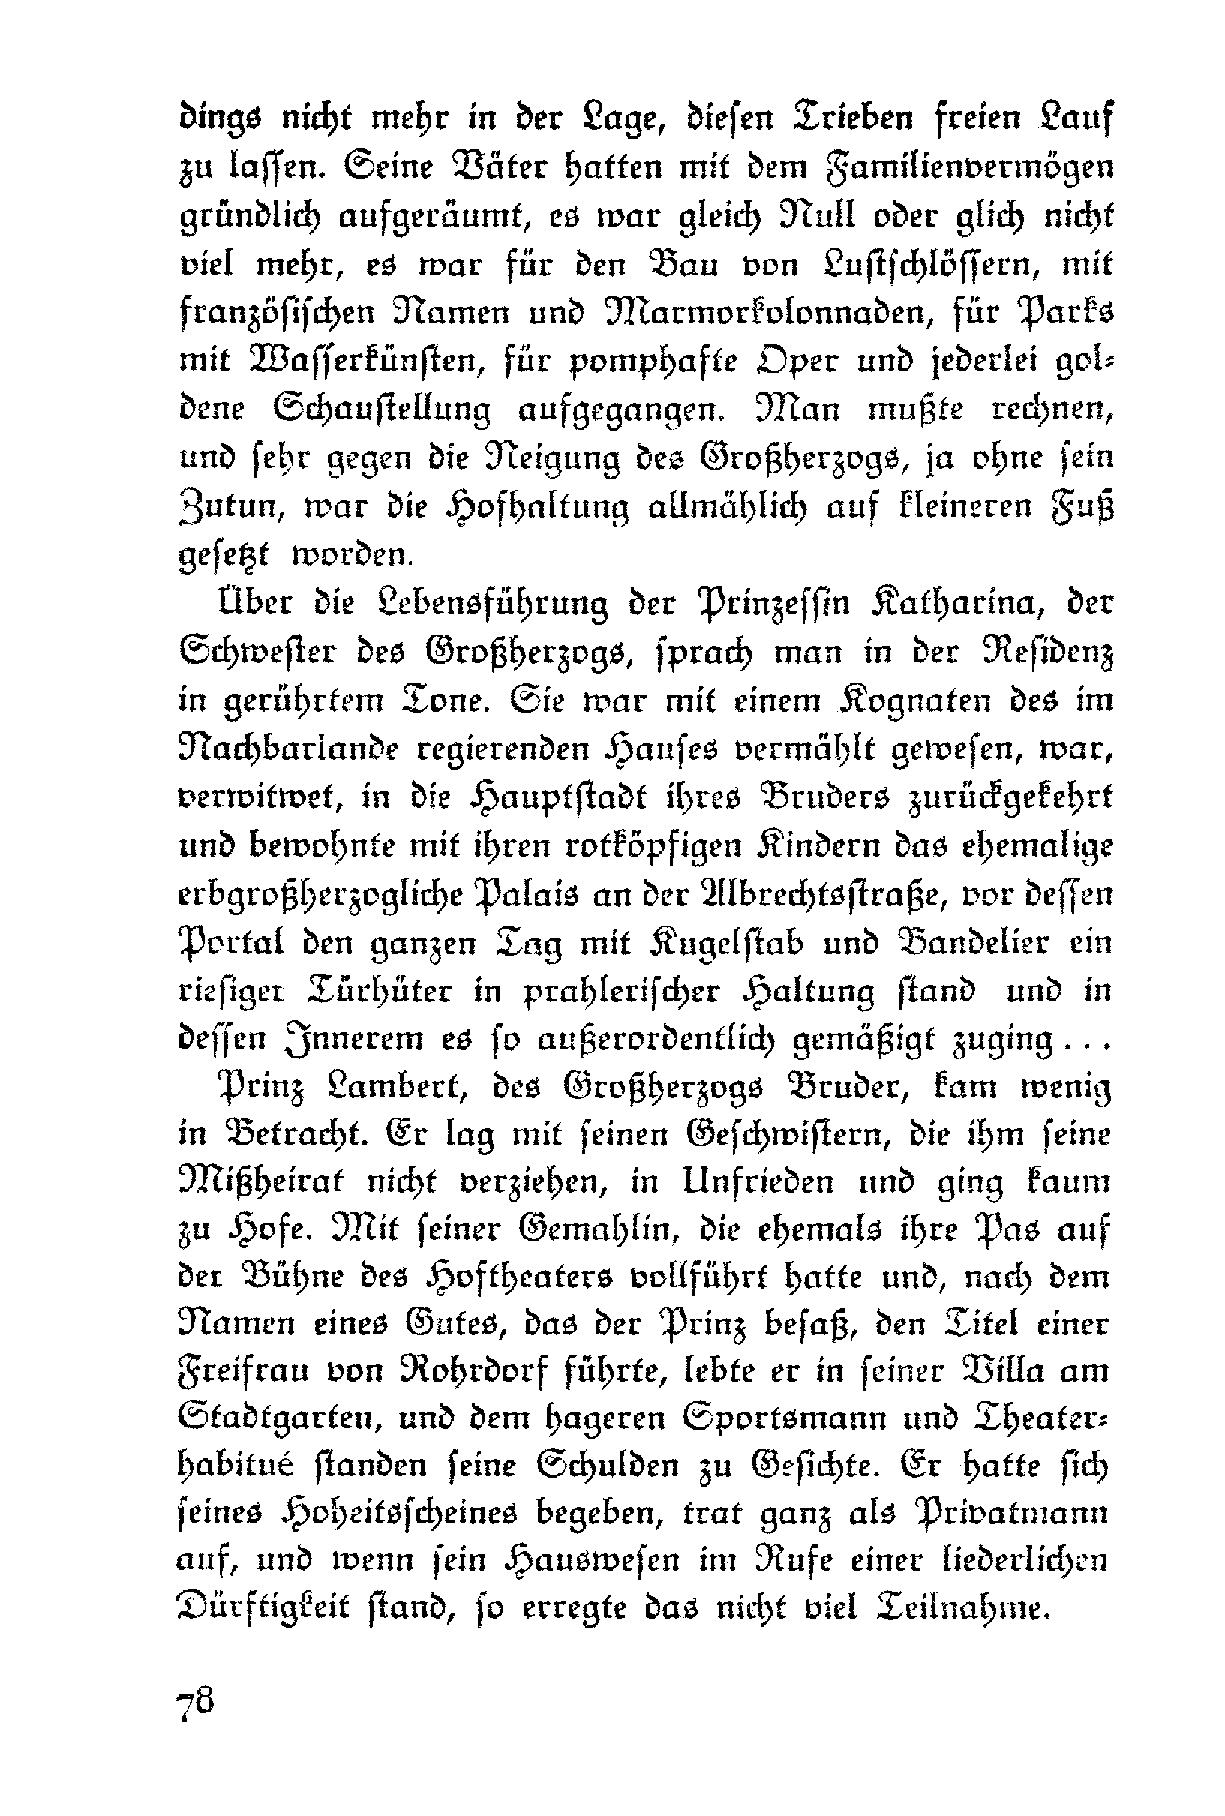 dings nicht mehr in der Lage, diesen Trieben freien Lauf
zu lassen. Seine Väter hatten mit dem Familienvermögen
gründlich aufgeräumt, es war gleich Null oder glich nicht
viel mehr, es war für den Bau von Lustschlössern, mit
französischen Namen und Marmorkolonnaden, für Parks
mit Wasserkünsten, für pomphafte Oper und jederlei gol-
dene Schaustellung aufgegangen. Man mußte rechnen,
und sehr gegen die Neigung des Großherzogs, ja ohne sein
Zutun, war die Hofhaltung allmählich auf kleineren Fuß
gesetzt worden.
Über die Lebensführung der Prinzessin Katharina, der
Schwester des Großherzogs, sprach man in der Residenz
in gerührtem Tone. Sie war mit einem Kognaten des im
Nachbarlande regierenden Hauses vermählt gewesen, war,
verwitwet, in die Hauptstadt ihres Bruders zurückgekehrt
und bewohnte mit ihren rotköpfigen Kindern das ehemalige
erbgroßherzogliche Palais an der Albrechtsstraße, vor dessen
Portal den ganzen Tag mit Kugelstab und Bandelier ein
riesiger Türhüter in prahlerischer Haltung stand und in
dessen Innerem es so außerordentlich gemäßigt zuging . . .
Prinz Lambert, des Großherzogs Bruder, kam wenig
in Betracht. Er lag mit seinen Geschwistern, die ihm seine
Mißheirat nicht verziehen, in Unfrieden und ging kaum
zu Hofe. Mit seiner Gemahlin, die ehemals ihre Pas auf
der Bühne des Hoftheaters vollführt hatte und, nach dem
Namen eines Gutes, das der Prinz besaß, den Titel einer
Freifrau von Rohrdorf führte, lebte er in seiner Villa am
Stadtgarten, und dem hageren Sportsmann und Theater-
habitué standen seine Schulden zu Gesichte. Er hatte sich
seines Hoheitsscheines begeben, trat ganz als Privatmann
auf, und wenn sein Hauswesen im Rufe einer liederlichen
Dürftigkeit stand, so erregte das nicht viel Teilnahme.
78